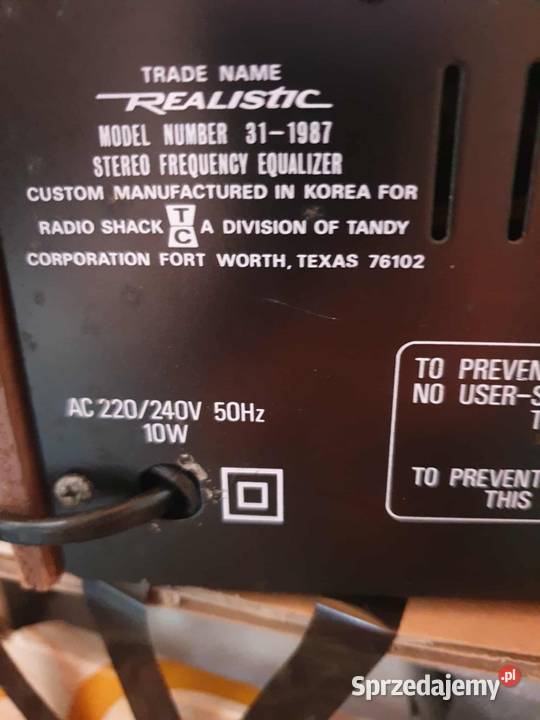 TRADE NAME
REALISTIC
MODEL NUMBER 31-1987
STEREO FREQUENCY EQUALIZER
CUSTOM MANUFACTURED IN KOREA FOR
RADIO SHACK TC A DIVISION OF TANDY
CORPORATION FORT WORTH, TEXAS 76102
TO PREVEN
NO USER-S
T
AC 220/240V 50Hz
10W
TO PREVENT
THIS
Sprzedajemy.pl